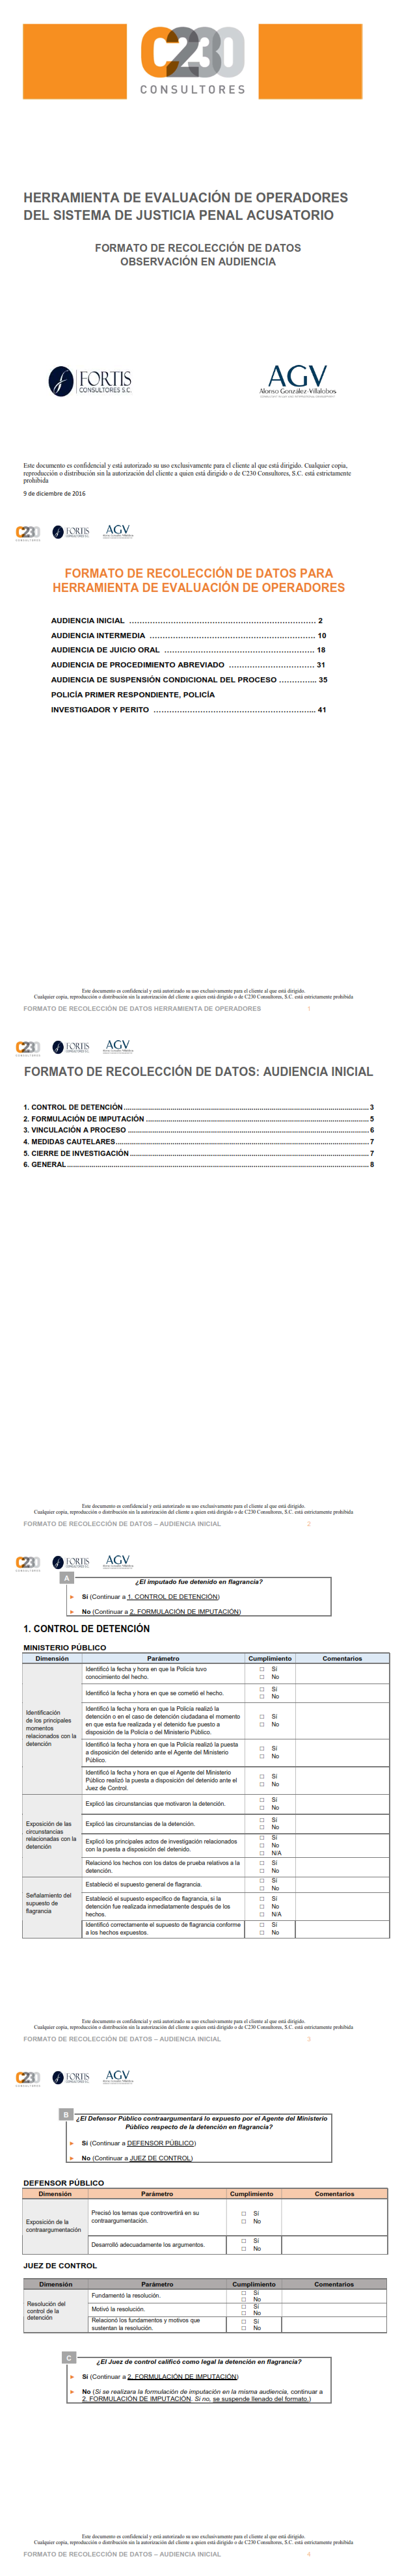 C230
CONSULTORES
HERRAMIENTA DE EVALUACIÓN DE OPERADORES
DEL SISTEMA DE JUSTICIA PENAL ACUSATORIO
FORMATO DE RECOLECCIÓN DE DATOS
OBSERVACIÓN EN AUDIENCIA
FORTIS
CONSULTORES S.C.
AGV
Alonso González-Villalobos
Este documento es confidencial y está autorizado su uso exclusivamente para el cliente al que está dirigido. Cualquier copia,
reproducción o distribución sin la autorización del cliente a quien está dirigido o de C230 Consultores, S.C. está estrictamente
prohibida
9 de diciembre de 2016
C230
FORTIS
AGV
FORMATO DE RECOLECCIÓN DE DATOS PARA
HERRAMIENTA DE EVALUACIÓN DE OPERADORES
AUDIENCIA INICIAL ........................................................................ 2
AUDIENCIA INTERMEDIA ................................................................ 10
AUDIENCIA DE JUICIO ORAL ............................................................ 18
AUDIENCIA DE PROCEDIMIENTO ABREVIADO ................................. 31
AUDIENCIA DE SUSPENSIÓN CONDICIONAL DEL PROCESO ............... 35
POLICÍA PRIMER RESPONDIENTE, POLICÍA
INVESTIGADOR Y PERITO ............................................................... 41
Este documento es confidencial y está autorizado su uso exclusivamente para el cliente al que está dirigido.
Cualquier copia, reproducción o distribución sin la autorización del cliente a quien está dirigido o de C230 Consultores, S.C. está estrictamente prohibida
FORMATO DE RECOLECCIÓN DE DATOS HERRAMIENTA DE OPERADORES 1
C230
FORTIS
AGV
FORMATO DE RECOLECCIÓN DE DATOS: AUDIENCIA INICIAL
1. CONTROL DE DETENCIÓN ........................................................................ 3
2. FORMULACIÓN DE IMPUTACIÓN ................................................................ 5
3. VINCULACIÓN A PROCESO ........................................................................ 6
4. MEDIDAS CAUTELARES ........................................................................ 7
5. CIERRE DE INVESTIGACIÓN ........................................................................ 7
6. GENERAL ........................................................................ 8
Este documento es confidencial y está autorizado su uso exclusivamente para el cliente al que está dirigido.
Cualquier copia, reproducción o distribución sin la autorización del cliente a quien está dirigido o de C230 Consultores, S.C. está estrictamente prohibida
FORMATO DE RECOLECCIÓN DE DATOS – AUDIENCIA INICIAL 2
C230
FORTIS
AGV
A
¿El imputado fue detenido en flagrancia?
► Sí (Continuar a 1. CONTROL DE DETENCIÓN)
► No (Continuar a 2. FORMULACIÓN DE IMPUTACIÓN)
1. CONTROL DE DETENCIÓN
MINISTERIO PÚBLICO
Dimensión Parámetro Cumplimiento Comentarios
Identificación
de los principales
momentos
relacionados con la
detención
Identificó la fecha y hora en que la Policía tuvo
conocimiento del hecho.
☐ Sí
☐ No
Identificó la fecha y hora en que se cometió el hecho.
☐ Sí
☐ No
Identificó la fecha y hora en que la Policía realizó la
detención o en el caso de detención ciudadana el momento
en que esta fue realizada y el detenido fue puesto a
disposición de la Policía o del Ministerio Público.
☐ Sí
☐ No
Identificó la fecha y hora en que la Policía realizó la puesta
a disposición del detenido ante el Agente del Ministerio
Público.
☐ Sí
☐ No
Identificó la fecha y hora en que el Agente del Ministerio
Público realizó la puesta a disposición del detenido ante el
Juez de Control.
☐ Sí
☐ No
Exposición de las
circunstancias
relacionadas con la
detención
Explicó las circunstancias que motivaron la detención.
☐ Sí
☐ No
Explicó las circunstancias de la detención.
☐ Sí
☐ No
Explicó los principales actos de investigación relacionados
con la puesta a disposición del detenido.
☐ Sí
☐ No
☐ N/A
Relacionó los hechos con los datos de prueba relativos a la
detención.
☐ Sí
☐ No
Señalamiento del
supuesto de
flagrancia
Estableció el supuesto general de flagrancia.
☐ Sí
☐ No
Estableció el supuesto específico de flagrancia, si la
detención fue realizada inmediatamente después de los
hechos.
☐ Sí
☐ No
☐ N/A
Identificó correctamente el supuesto de flagrancia conforme
a los hechos expuestos.
☐ Sí
☐ No
Este documento es confidencial y está autorizado su uso exclusivamente para el cliente al que está dirigido.
Cualquier copia, reproducción o distribución sin la autorización del cliente a quien está dirigido o de C230 Consultores, S.C. está estrictamente prohibida
FORMATO DE RECOLECCIÓN DE DATOS – AUDIENCIA INICIAL 3
C230
FORTIS
AGV
B
¿El Defensor Público contraargumentará lo expuesto por el Agente del Ministerio
Público respecto de la detención en flagrancia?
► Sí (Continuar a DEFENSOR PÚBLICO)
► No (Continuar a JUEZ DE CONTROL)
DEFENSOR PÚBLICO
Dimensión Parámetro Cumplimiento Comentarios
Exposición de la
contraargumentación
Precisó los temas que controvertirá en su
contraargumentación.
☐ Sí
☐ No
Desarrolló adecuadamente los argumentos.
☐ Sí
☐ No
JUEZ DE CONTROL
Dimensión Parámetro Cumplimiento Comentarios
Resolución del
control de la
detención
Fundamentó la resolución.
☐ Sí
☐ No
Motivó la resolución.
☐ Sí
☐ No
Relacionó los fundamentos y motivos que
sustentan la resolución.
☐ Sí
☐ No
C
¿El Juez de control calificó como legal la detención en flagrancia?
► Sí (Continuar a 2. FORMULACIÓN DE IMPUTACIÓN)
► No (Si se realizara la formulación de imputación en la misma audiencia, continuar a
2. FORMULACIÓN DE IMPUTACIÓN. Si no, se suspende llenado del formato.)
Este documento es confidencial y está autorizado su uso exclusivamente para el cliente al que está dirigido.
Cualquier copia, reproducción o distribución sin la autorización del cliente a quien está dirigido o de C230 Consultores, S.C. está estrictamente prohibida
FORMATO DE RECOLECCIÓN DE DATOS – AUDIENCIA INICIAL 4